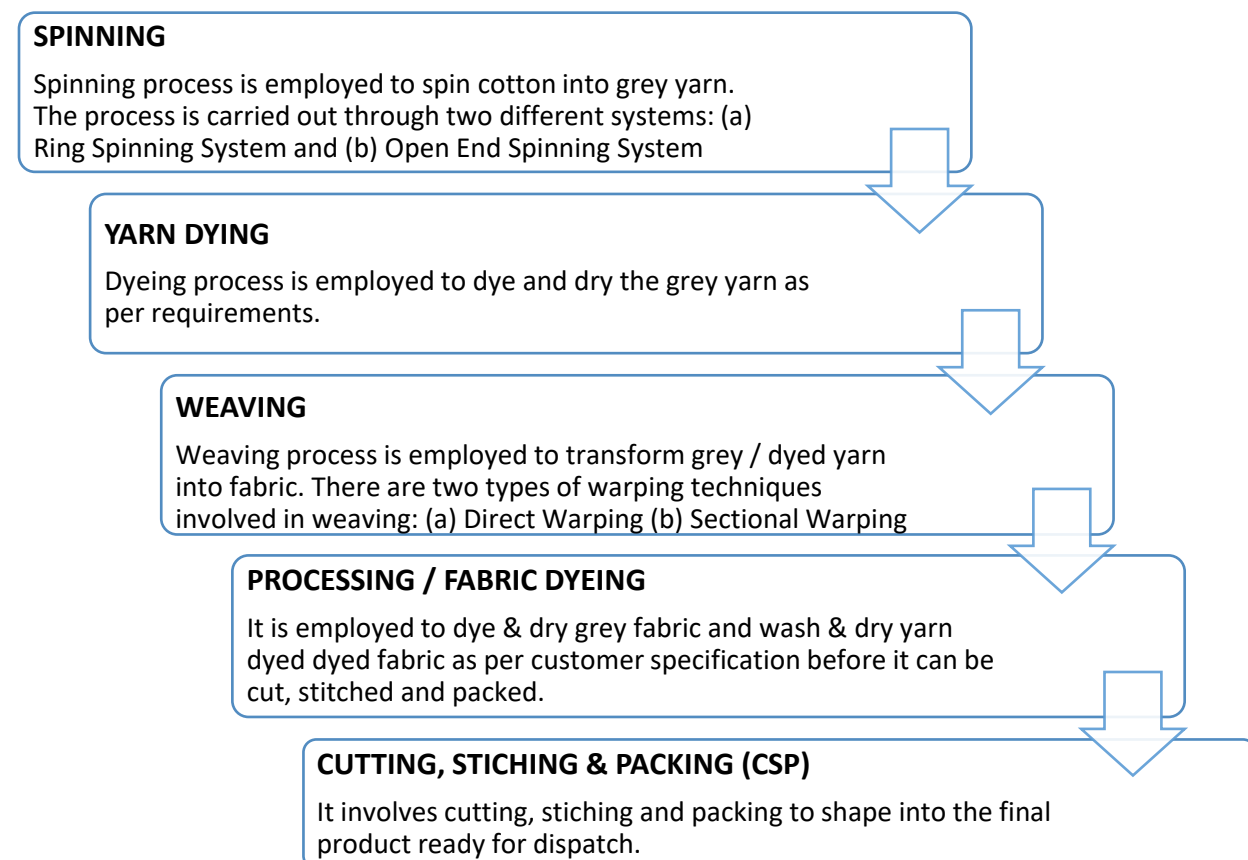 SPINNING
Spinning process is employed to spin cotton into grey yarn.
The process is carried out through two different systems: (a)
Ring Spinning System and (b) Open End Spinning System
YARN DYING
Dyeing process is employed to dye and dry the grey yarn as
per requirements.
WEAVING
Weaving process is employed to transform grey / dyed yarn
into fabric. There are two types of warping techniques
involved in weaving: (a) Direct Warping (b) Sectional Warping
PROCESSING / FABRIC DYEING
It is employed to dye & dry grey fabric and wash & dry yarn
dyed dyed fabric as per customer specification before it can be
cut, stitched and packed.
CUTTING, STICHING & PACKING (CSP)
It involves cutting, stiching and packing to shape into the final
product ready for dispatch.